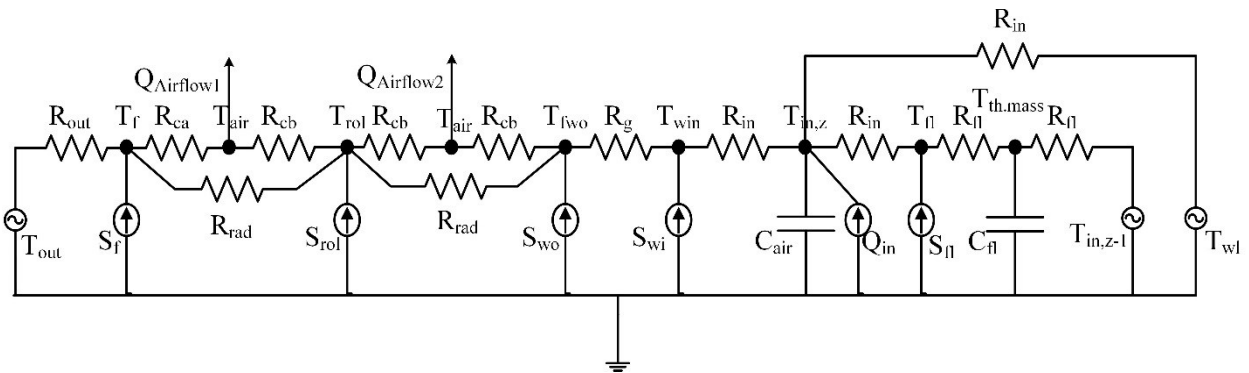 R_in
Q_Airflow1
Q_Airflow2
T_th.mass
R_out
T_f
R_ca
T_air
R_cb
T_rol
R_cb
T_air
R_cb
T_fwo
R_g
T_win
R_in
T_in,z
R_in
T_fl
R_fl
R_fl
R_rad
R_rad
T_out
S_f
S_rol
S_wo
S_wi
C_air
Q_in
S_fl
C_fl
T_in,z-1
T_wl